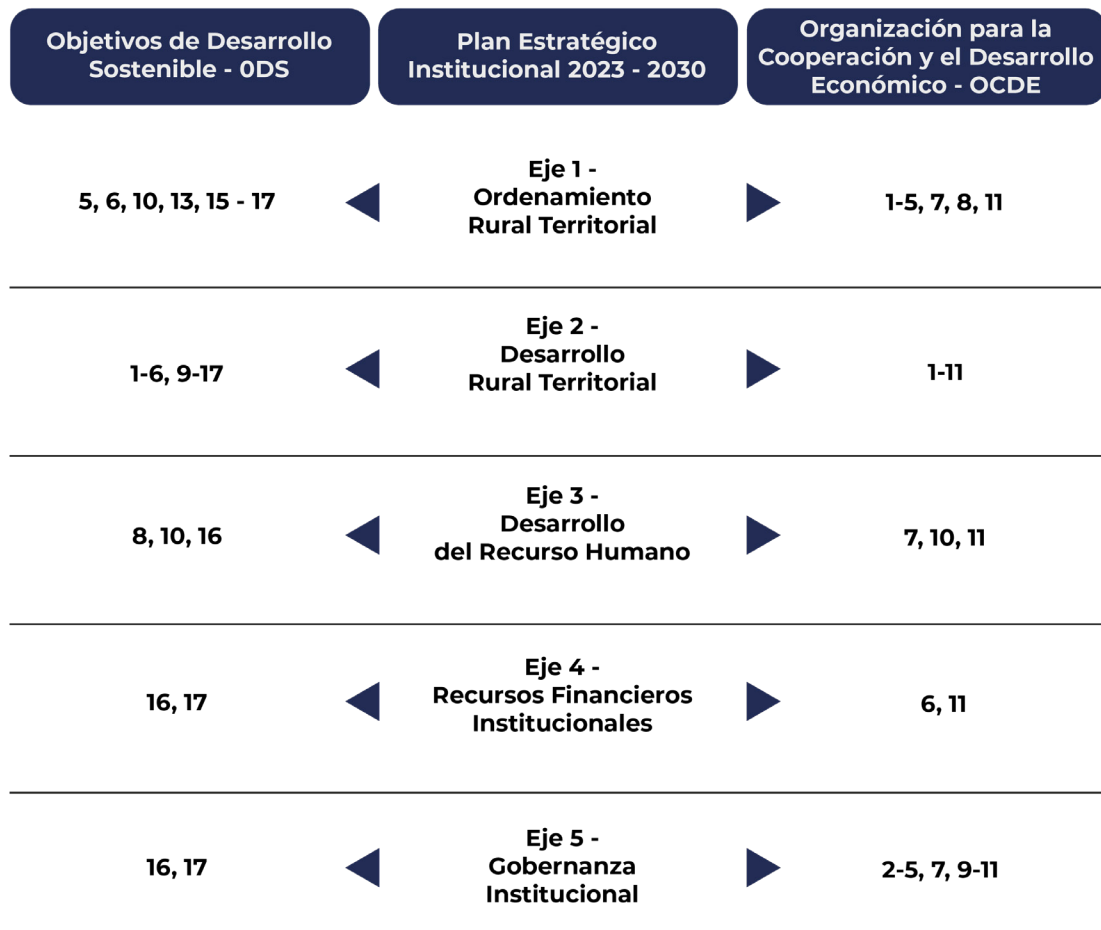 Objetivos de Desarrollo
Sostenible - 0DS
Plan Estratégico
Institucional 2023 - 2030
Organización para la
Cooperación y el Desarrollo
Económico - OCDE
5, 6, 10, 13, 15 - 17
Eje 1 -
Ordenamiento
Rural Territorial
1-5, 7, 8, 11
1-6, 9-17
Eje 2 -
Desarrollo
Rural Territorial
1-11
8, 10, 16
Eje 3 -
Desarrollo
del Recurso Humano
7, 10, 11
16, 17
Eje 4 -
Recursos Financieros
Institucionales
6, 11
16, 17
Eje 5 -
Gobernanza
Institucional
2-5, 7, 9-11